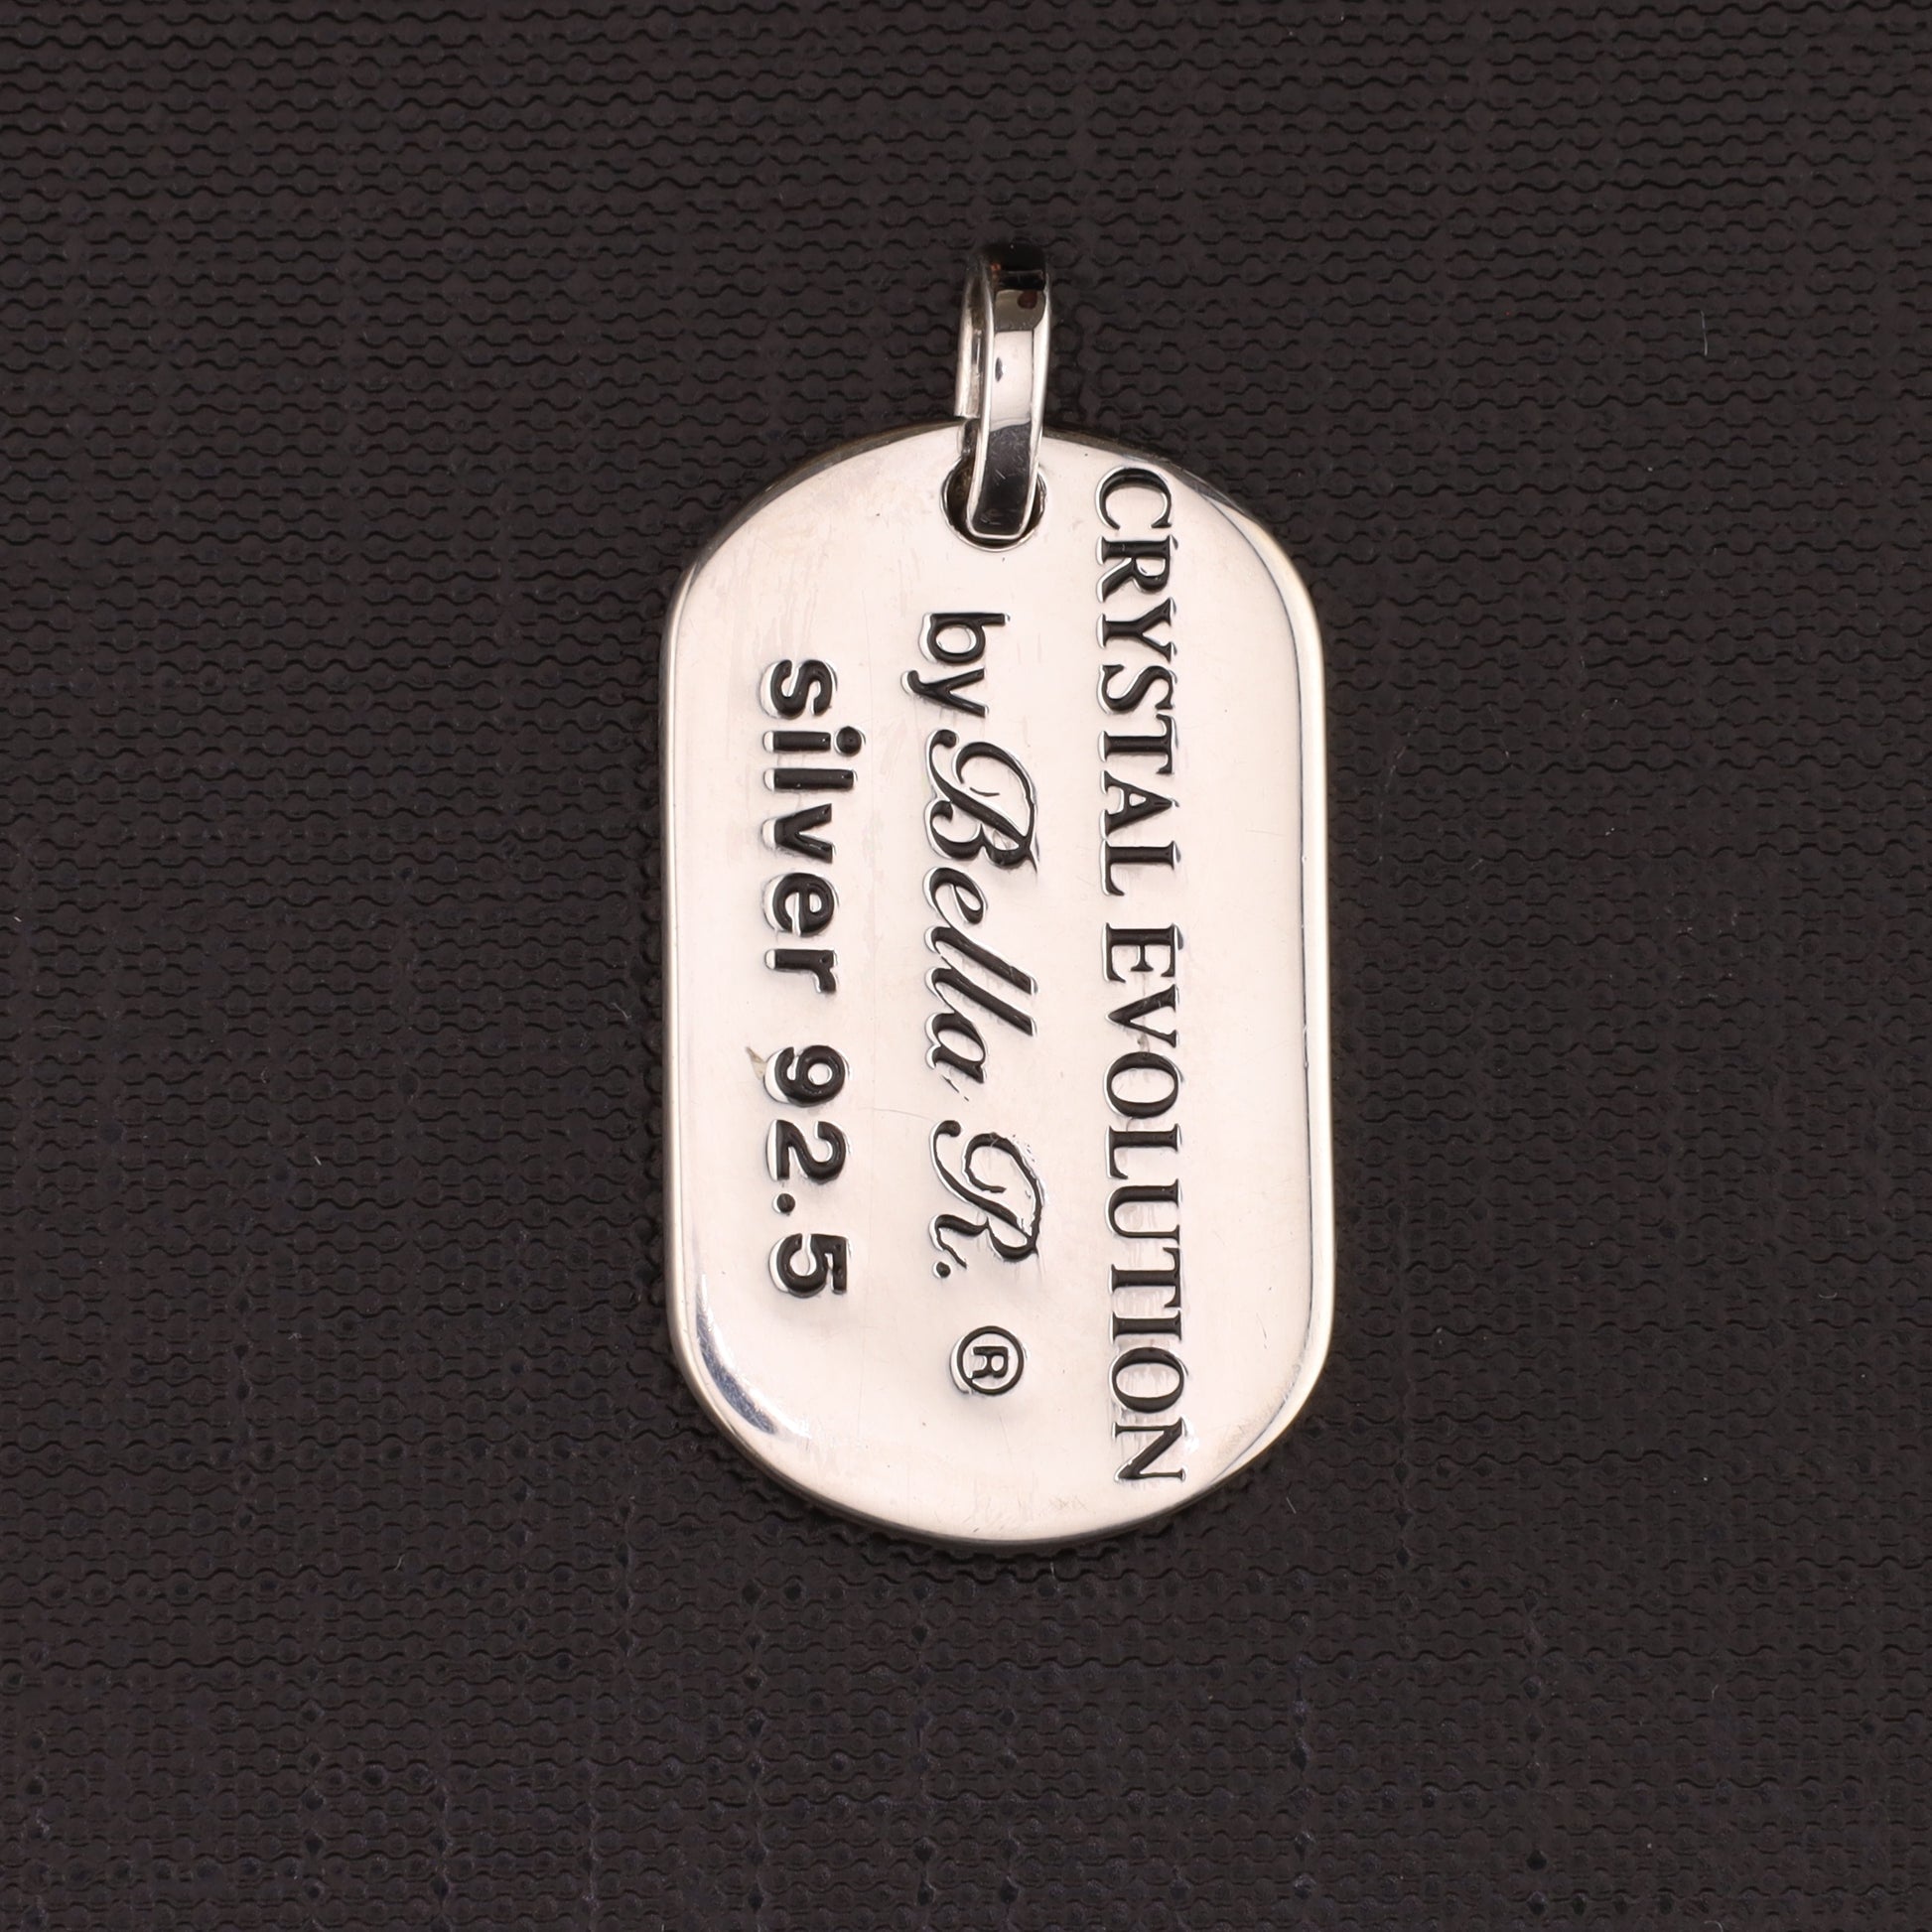 CRYSTAL EVOLUTION
by Bella R. ®
silver 92.5